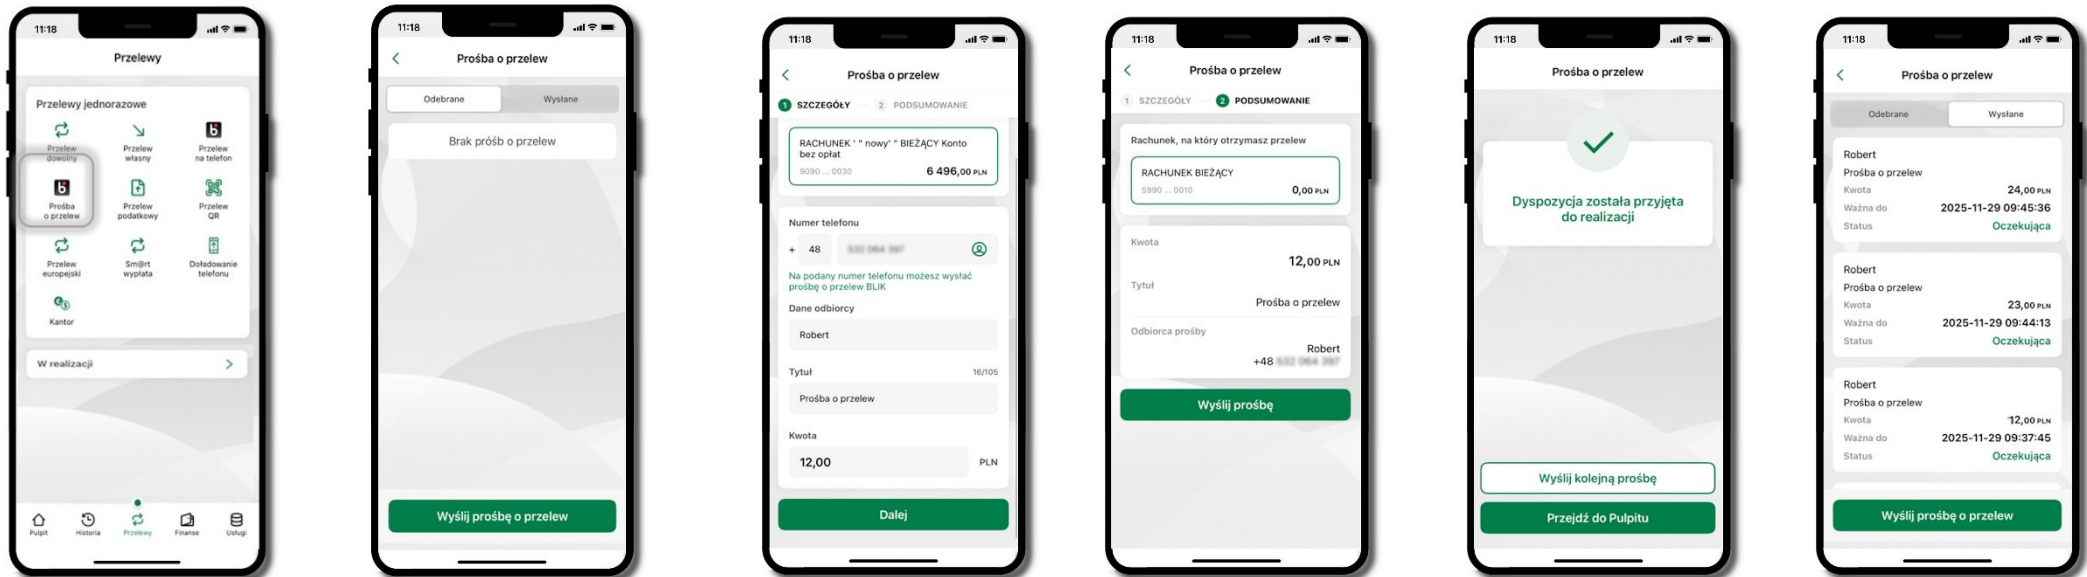 11:18
Przelewy
Przelewy jednorazowe
Przelew
dowolny
Przelew
własny
Przelew
na telefon
Prośba
o przelew
Przelew
podatkowy
Przelew
QR
Przelew
europejski
Sm@rt
wypłata
Doładowanie
telefonu
Kantor
W realizacji
Pulpit
Historia
Przelewy
Finanse
Usługi
11:18
Prośba o przelew
Odebrane
Wysłane
Brak próśb o przelew
Wyślij prośbę o przelew
11:18
Prośba o przelew
1 SZCZEGÓŁY
2 PODSUMOWANIE
RACHUNEK ' " nowy' " BIEŻĄCY Konto
bez opłat
9090 ... 0030
6 496,00 PLN
Numer telefonu
+ 48
Na podany numer telefonu możesz wysłać
prośbę o przelew BLIK
Dane odbiorcy
Robert
Tytuł
16/105
Prośba o przelew
Kwota
12,00
PLN
Dalej
11:18
Prośba o przelew
1 SZCZEGÓŁY
2 PODSUMOWANIE
Rachunek, na który otrzymasz przelew
RACHUNEK BIEŻĄCY
5990 ... 0010
0,00 PLN
Kwota
12,00 PLN
Tytuł
Prośba o przelew
Odbiorca prośby
Robert
+48
Wyślij prośbę
11:18
Prośba o przelew
Dyspozycja została przyjęta
do realizacji
Wyślij kolejną prośbę
Przejdź do Pulpitu
11:18
Prośba o przelew
Odebrane
Wysłane
Robert
Prośba o przelew
Kwota
24,00 PLN
Ważna do
2025-11-29 09:45:36
Status
Oczekująca
Robert
Prośba o przelew
Kwota
23,00 PLN
Ważna do
2025-11-29 09:44:13
Status
Oczekująca
Robert
Prośba o przelew
Kwota
12,00 PLN
Ważna do
2025-11-29 09:37:45
Status
Oczekująca
Wyślij prośbę o przelew